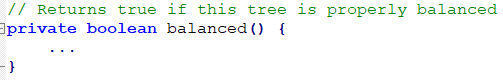 // Returns true if this tree is properly balanced
private boolean balanced() {
...
}